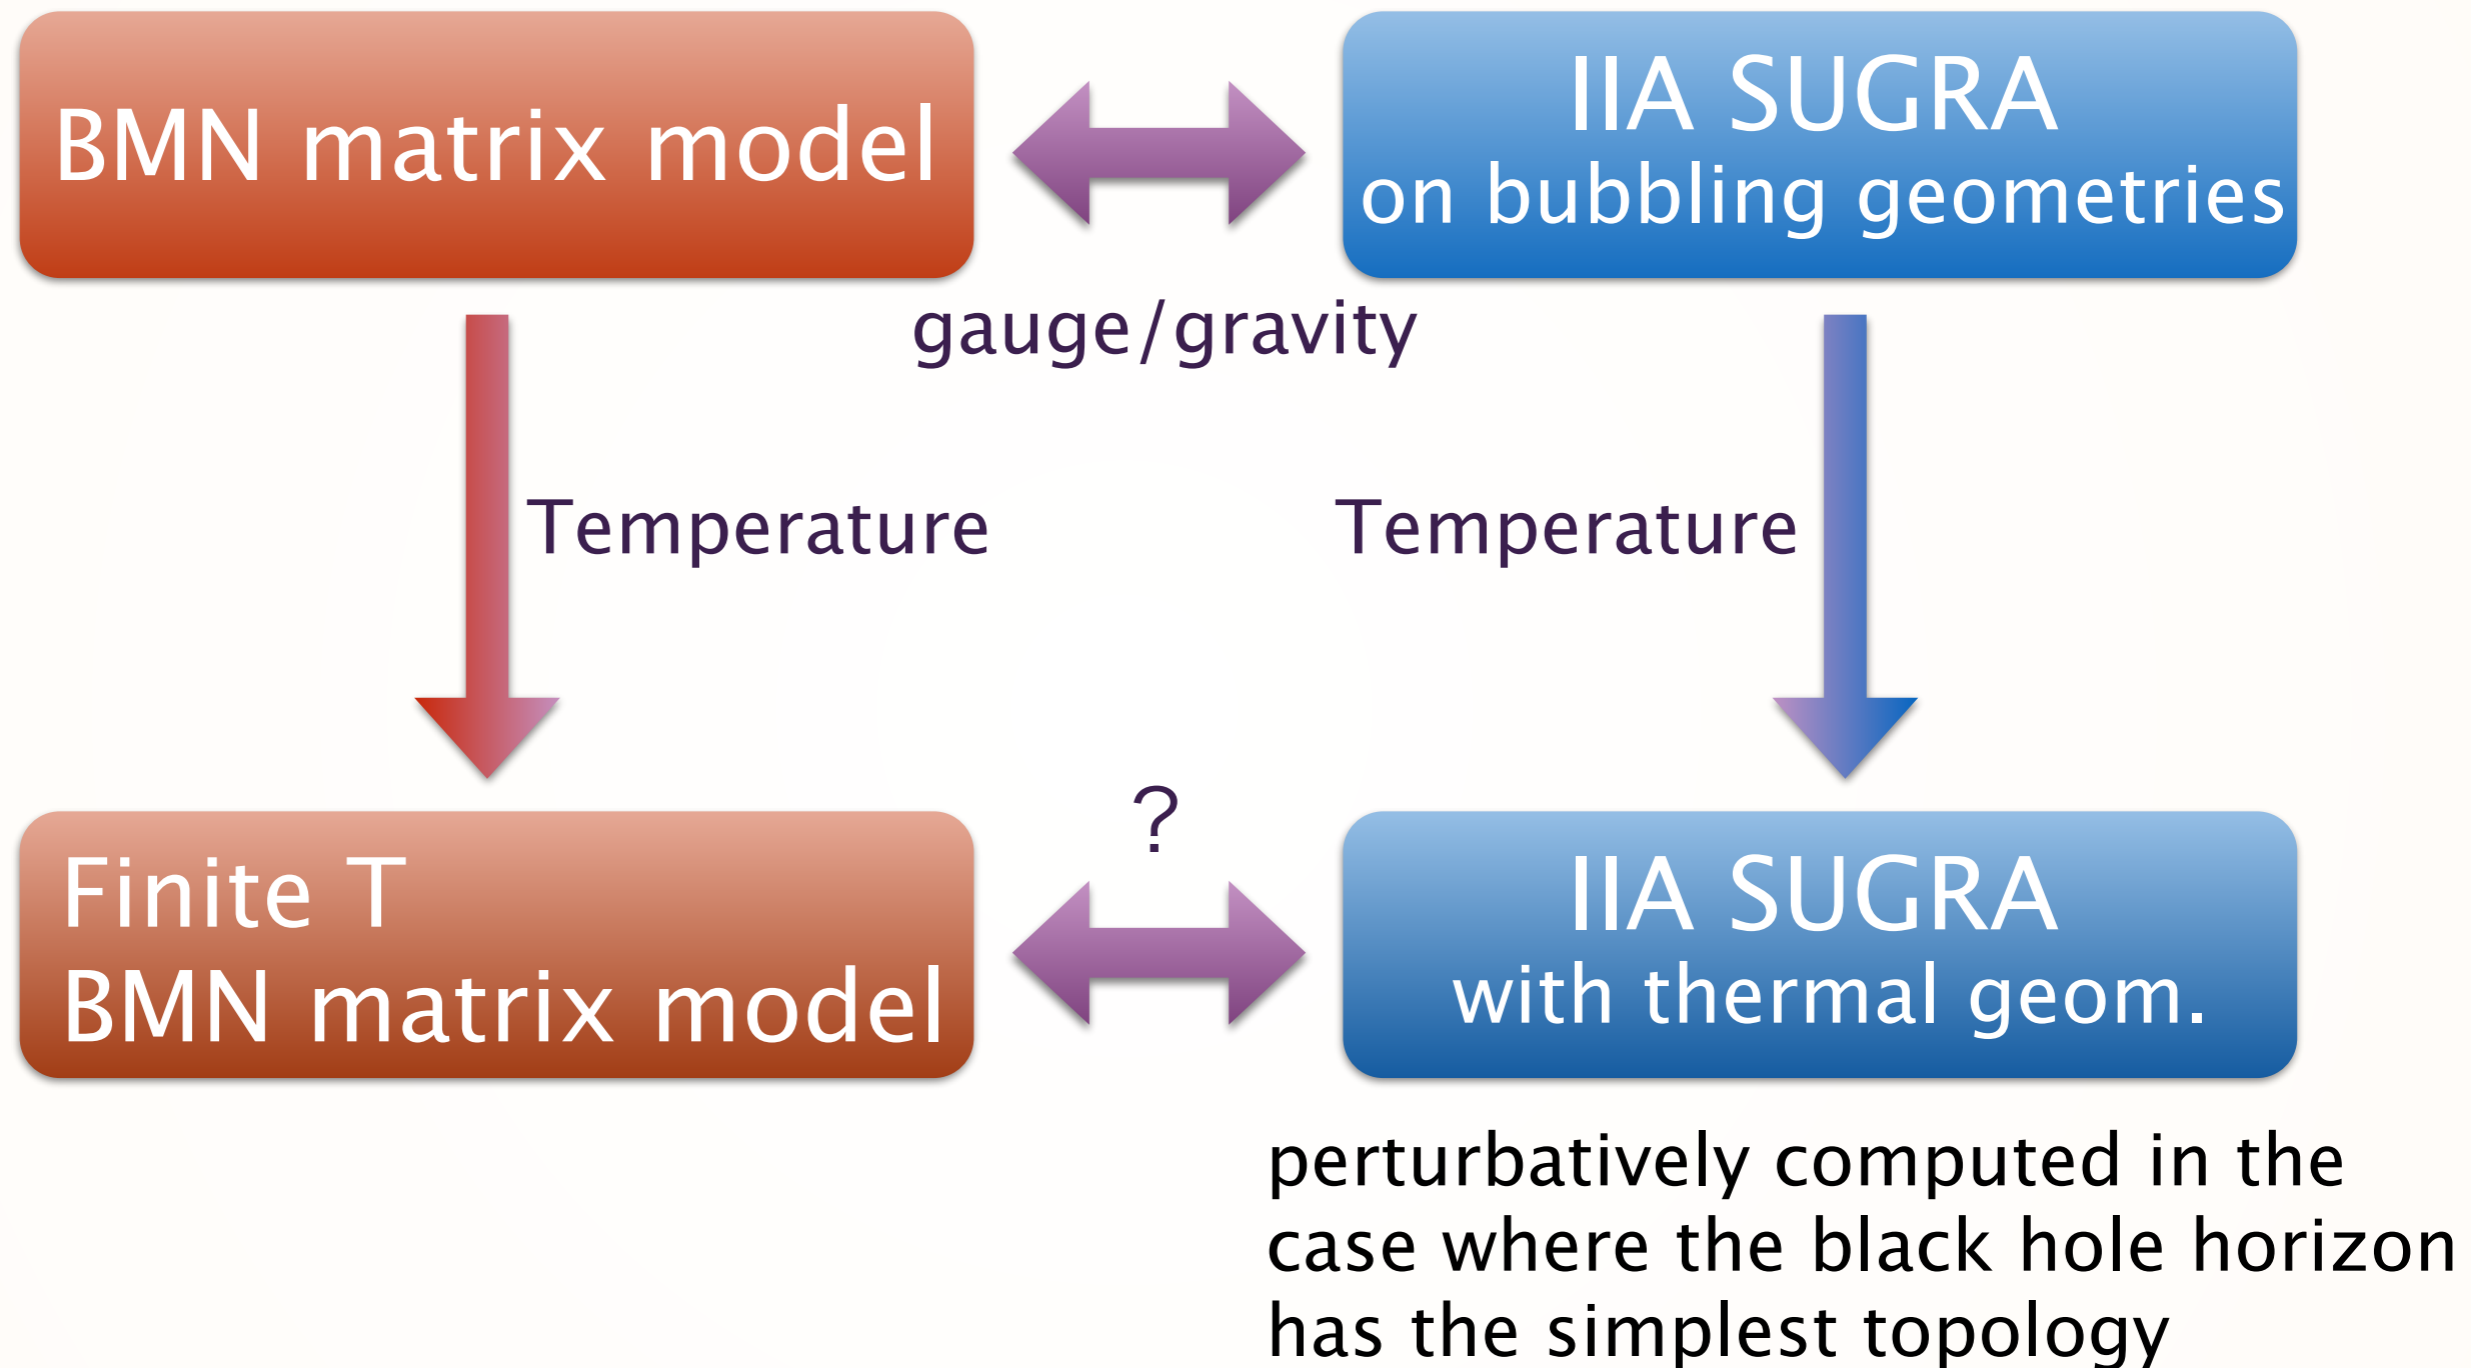 BMN matrix model
IIA SUGRA
on bubbling geometries
gauge/gravity
Temperature
Temperature
?
Finite T
BMN matrix model
IIA SUGRA
with thermal geom.
perturbatively computed in the
case where the black hole horizon
has the simplest topology